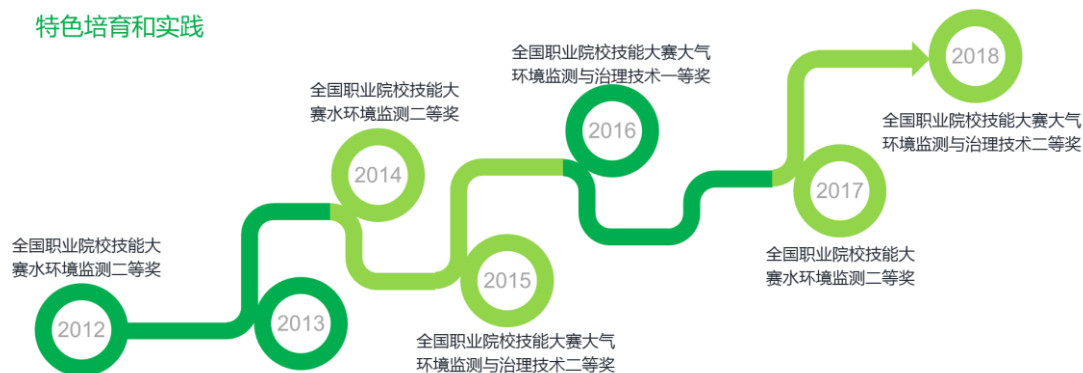 特色培育和实践
全国职业院校技能大
赛水环境监测二等奖
2012
2013
全国职业院校技能大
赛水环境监测二等奖
2014
2015
全国职业院校技能大赛大气
环境监测与治理技术二等奖
全国职业院校技能大赛大气
环境监测与治理技术一等奖
2016
2017
全国职业院校技能大
赛水环境监测二等奖
2018
全国职业院校技能大赛大气
环境监测与治理技术二等奖